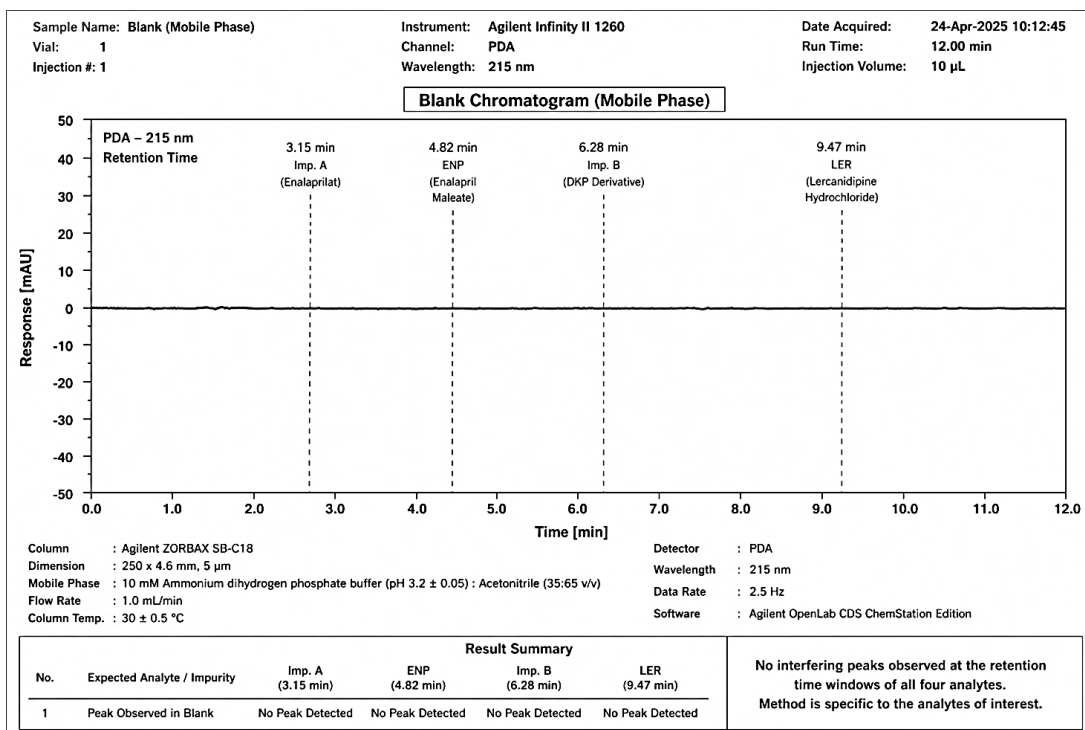 Sample Name: Blank (Mobile Phase)
Vial: 1
Injection #: 1
Instrument: Agilent Infinity II 1260
Channel: PDA
Wavelength: 215 nm
Date Acquired: 24-Apr-2025 10:12:45
Run Time: 12.00 min
Injection Volume: 10 µL
Blank Chromatogram (Mobile Phase)
PDA – 215 nm
Retention Time
3.15 min
Imp. A
(Enalaprilat)
4.82 min
ENP
(Enalapril
Maleate)
6.28 min
Imp. B
(DKP Derivative)
9.47 min
LER
(Lercanidipine
Hydrochloride)
Response [mAU]
50
40
30
20
10
0
-10
-20
-30
-40
-50
0.0 1.0 2.0 3.0 4.0 5.0 6.0 7.0 8.0 9.0 10.0 11.0 12.0
Time [min]
Column : Agilent ZORBAX SB-C18
Dimension : 250 x 4.6 mm, 5 µm
Mobile Phase : 10 mM Ammonium dihydrogen phosphate buffer (pH 3.2 ± 0.05) : Acetonitrile (35:65 v/v)
Flow Rate : 1.0 mL/min
Column Temp. : 30 ± 0.5 °C
Detector : PDA
Wavelength : 215 nm
Data Rate : 2.5 Hz
Software : Agilent OpenLab CDS ChemStation Edition
Result Summary
No. Expected Analyte / Impurity Imp. A (3.15 min) ENP (4.82 min) Imp. B (6.28 min) LER (9.47 min)
1 Peak Observed in Blank No Peak Detected No Peak Detected No Peak Detected No Peak Detected
No interfering peaks observed at the retention
time windows of all four analytes.
Method is specific to the analytes of interest.